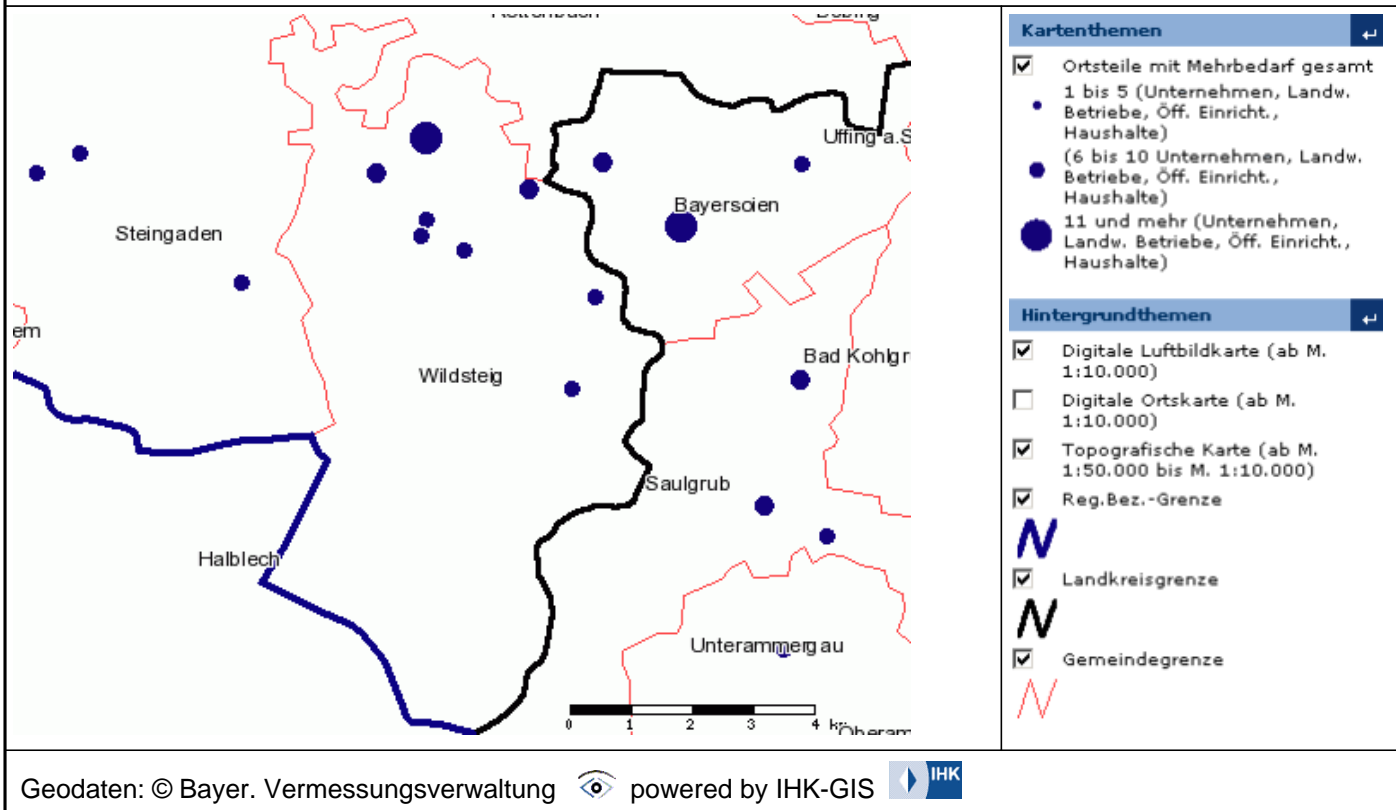 Uffing a.S
Bayersoien
Steingaden
em
Bad Kohlgr
Wildsteig
Saulgrub
Halblech
Unterammergau
0 1 2 3 4 km
Oberam
Kartenthemen
Ortsteile mit Mehrbedarf gesamt
1 bis 5 (Unternehmen, Landw.
Betriebe, Öff. Einricht.,
Haushalte)
(6 bis 10 Unternehmen, Landw.
Betriebe, Öff. Einricht.,
Haushalte)
11 und mehr (Unternehmen,
Landw. Betriebe, Öff. Einricht.,
Haushalte)
Hintergrundthemen
Digitale Luftbildkarte (ab M.
1:10.000)
Digitale Ortskarte (ab M.
1:10.000)
Topografische Karte (ab M.
1:50.000 bis M. 1:10.000)
Reg.Bez.-Grenze
Landkreisgrenze
Gemeindegrenze
Geodaten: © Bayer. Vermessungsverwaltung powered by IHK-GIS IHK